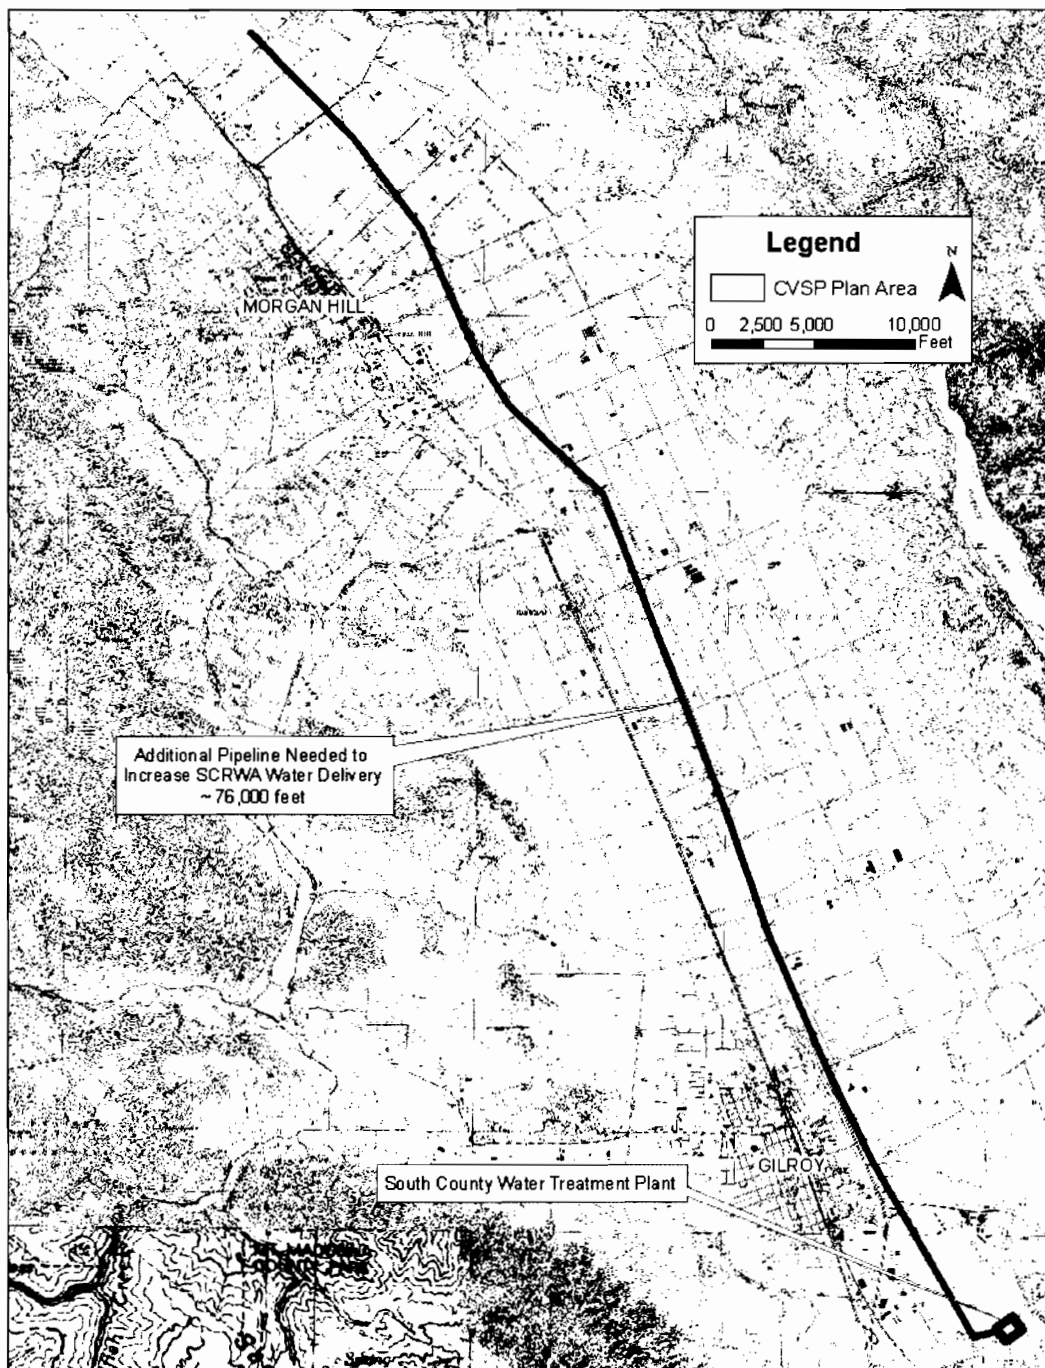 Legend
N
CVSP Plan Area
0 2,500 5,000 10,000
Feet
MORGAN HILL
Additional Pipeline Needed to
Increase SCRWA Water Delivery
~76,000 feet
GILROY
South County Water Treatment Plant